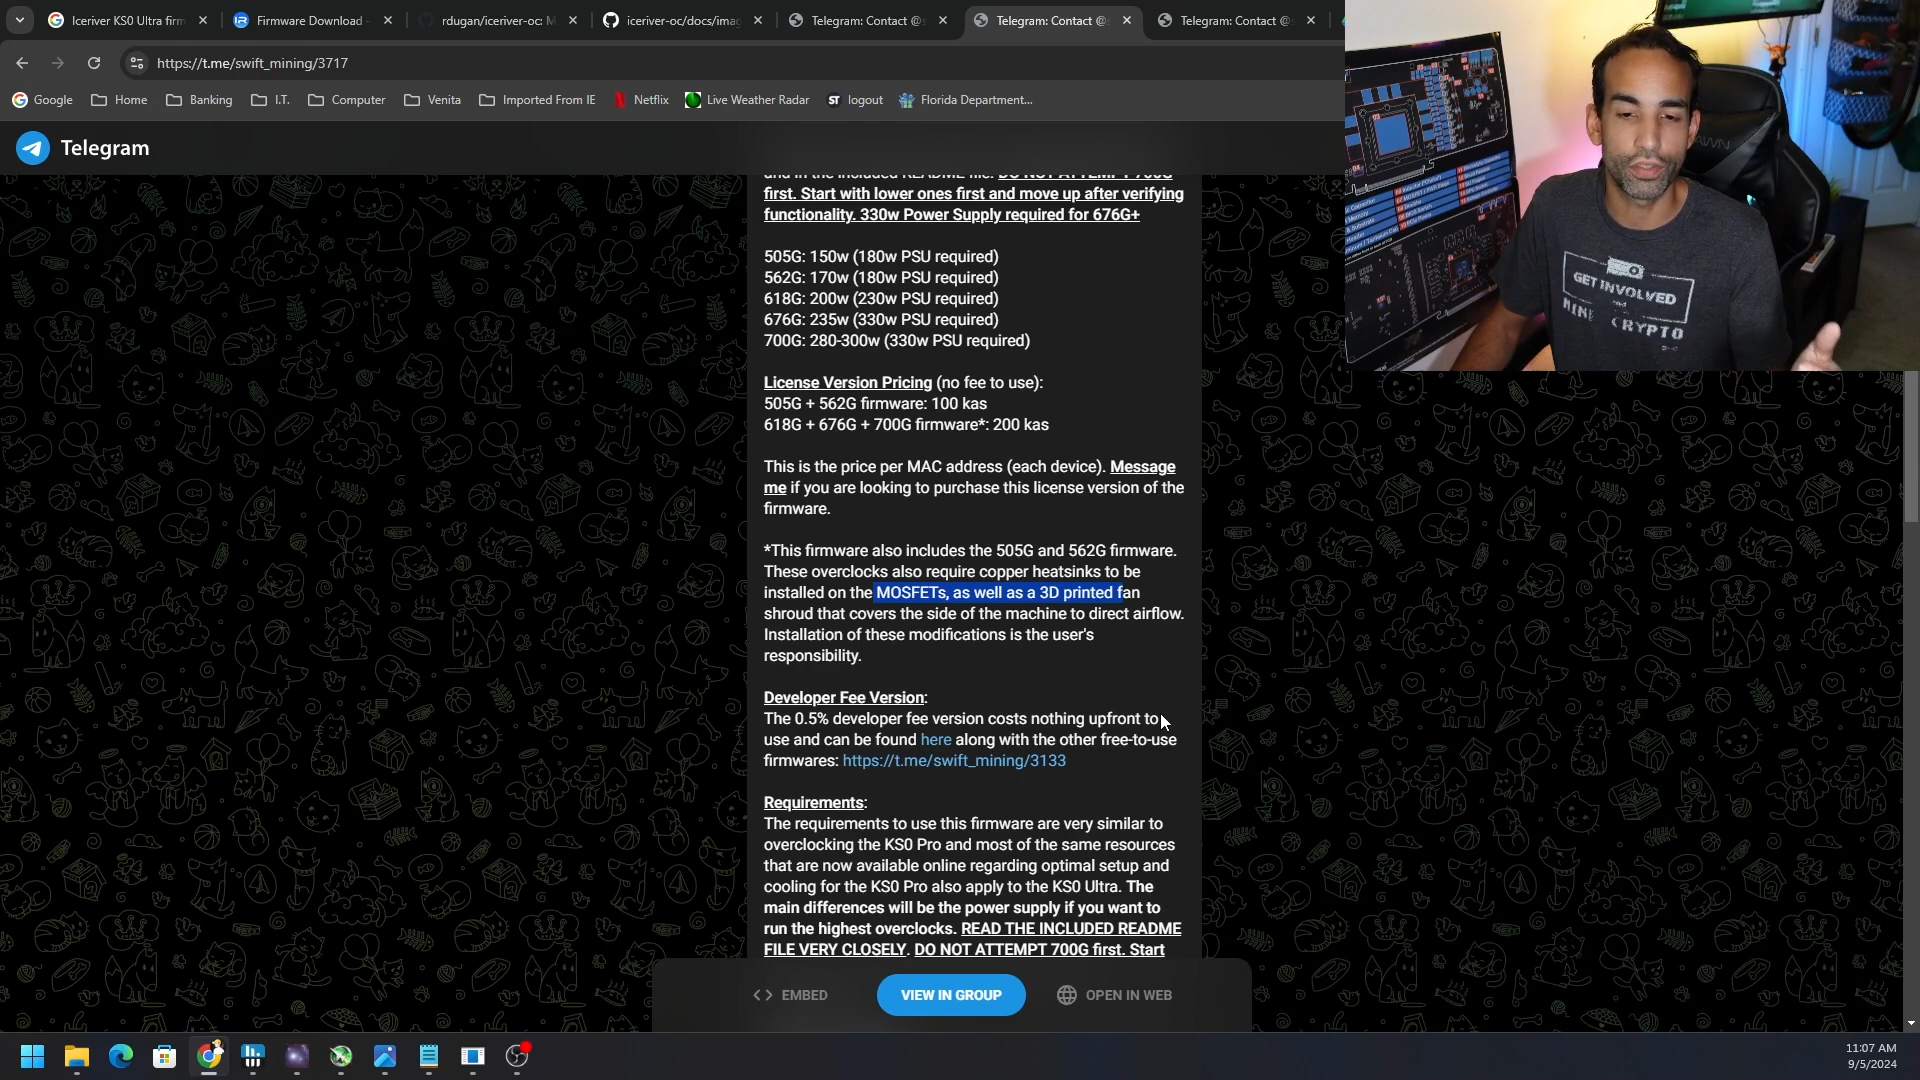 Iceriver KS0 Ultra firm
Firmware Download -
rdugan/iceriver-oc: M
iceriver-oc/docs/imag
Telegram: Contact @s
Telegram: Contact @s
Telegram: Contact @s
https://t.me/swift_mining/3717
Google
Home
Banking
I.T.
Computer
Venita
Imported From IE
Netflix
Live Weather Radar
ST logout
Florida Department...
Telegram
and in the included README file. DO NOT ATTEMPT 700G
first. Start with lower ones first and move up after verifying
functionality. 330w Power Supply required for 676G+
505G: 150w (180w PSU required)
562G: 170w (180w PSU required)
618G: 200w (230w PSU required)
676G: 235w (330w PSU required)
700G: 280-300w (330w PSU required)
License Version Pricing (no fee to use):
505G + 562G firmware: 100 kas
618G + 676G + 700G firmware*: 200 kas
This is the price per MAC address (each device). Message
me if you are looking to purchase this license version of the
firmware.
*This firmware also includes the 505G and 562G firmware.
These overclocks also require copper heatsinks to be
installed on the MOSFETs, as well as a 3D printed fan
shroud that covers the side of the machine to direct airflow.
Installation of these modifications is the user's
responsibility.
Developer Fee Version:
The 0.5% developer fee version costs nothing upfront to
use and can be found here along with the other free-to-use
firmwares: https://t.me/swift_mining/3133
Requirements:
The requirements to use this firmware are very similar to
overclocking the KS0 Pro and most of the same resources
that are now available online regarding optimal setup and
cooling for the KS0 Pro also apply to the KS0 Ultra. The
main differences will be the power supply if you want to
run the highest overclocks. READ THE INCLUDED README
FILE VERY CLOSELY. DO NOT ATTEMPT 700G first. Start
EMBED
VIEW IN GROUP
OPEN IN WEB
GET INVOLVED
and
MINE CRYPTO
11:07 AM
9/5/2024